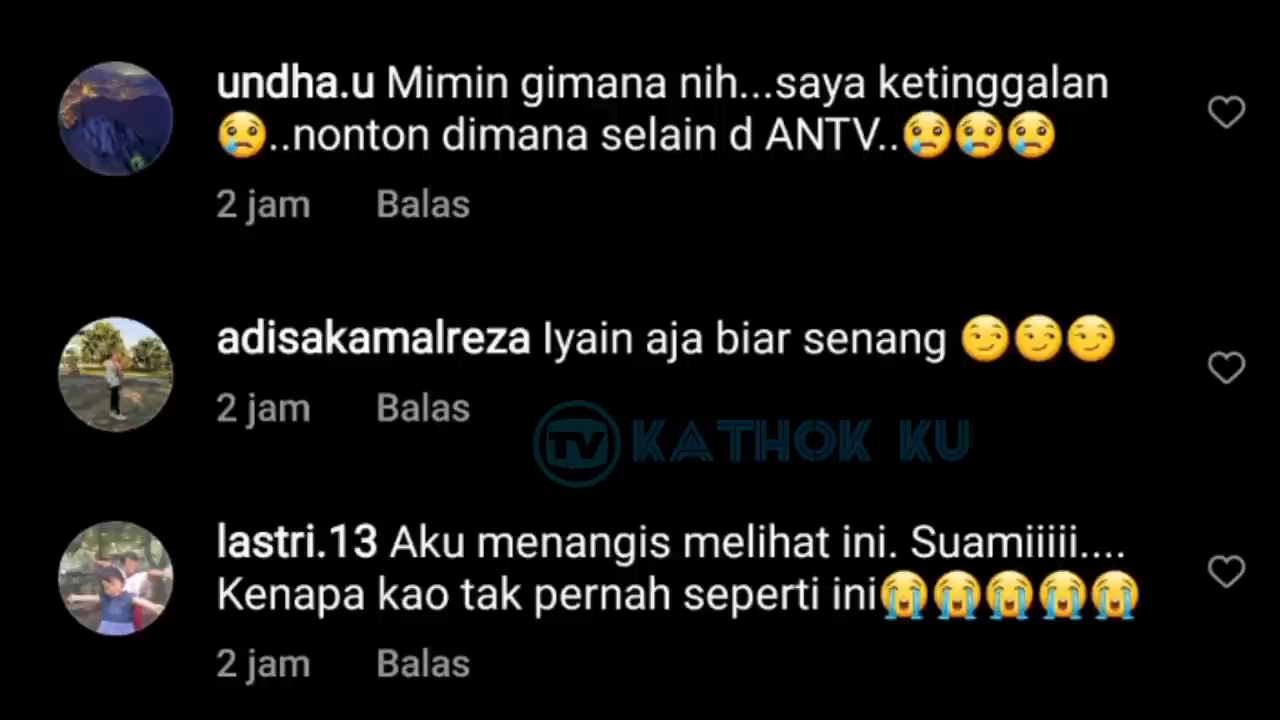 undha.u Mimin gimana nih...saya ketinggalan
😢..nonton dimana selain d ANTV..😢😢😢
2 jam Balas
adisakamalreza Iyain aja biar senang 😏😏😏
2 jam Balas
TV KATHOK KU
lastri.13 Aku menangis melihat ini. Suamiiiii....
Kenapa kao tak pernah seperti ini😭😭😭😭😭
2 jam Balas